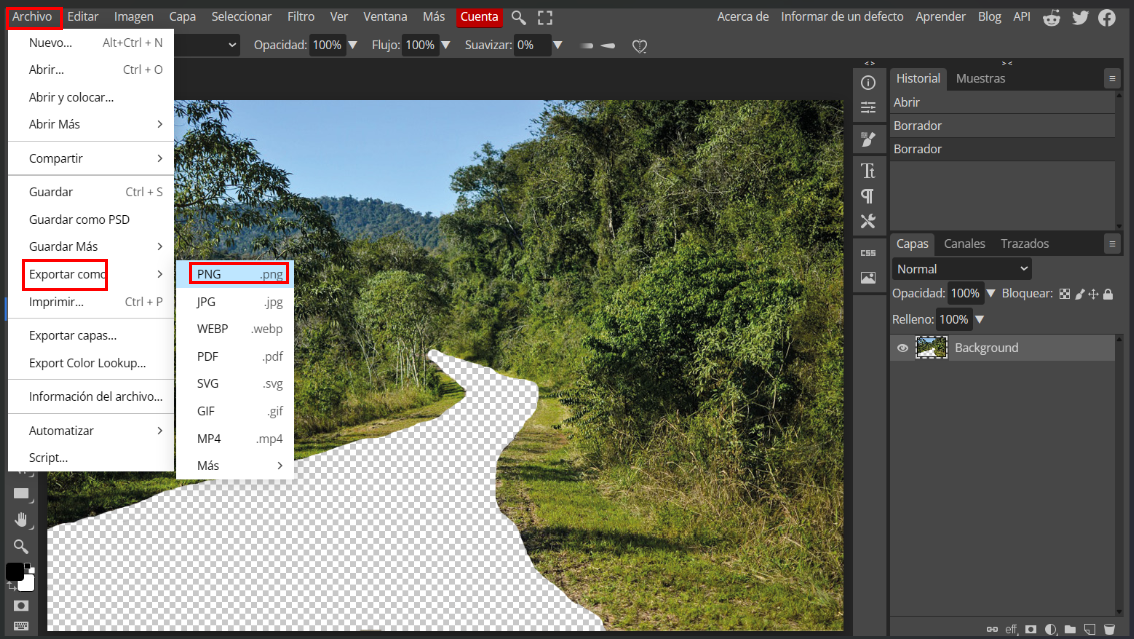 Archivo Editar Imagen Capa Seleccionar Filtro Ver Ventana Más Cuenta Acerca de Informar de un defecto Aprender Blog API
Opacidad: 100% Flujo: 100% Suavizar: 0%
Nuevo... Alt+Ctrl + N
Abrir... Ctrl + O
Abrir y colocar...
Abrir Más
Compartir
Guardar Ctrl + S
Guardar como PSD
Guardar Más
Exportar como
Imprimir... Ctrl + P
Exportar capas...
Export Color Lookup...
Información del archivo...
Automatizar
Script...
PNG .png
JPG .jpg
WEBP .webp
PDF .pdf
SVG .svg
GIF .gif
MP4 .mp4
Más
< >
> <
Tt
CSS
Historial Muestras
Abrir
Borrador
Borrador
Capas Canales Trazados
Normal
Opacidad: 100% Bloquear:
Relleno: 100%
Background
eff